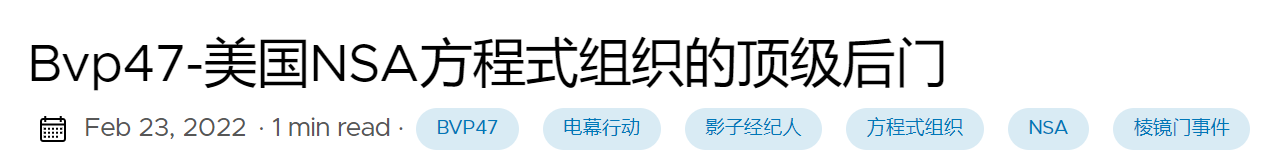 Bvp47-美国NSA方程式组织的顶级后门
Feb 23, 2022 · 1 min read · BVP47 电幕行动 影子经纪人 方程式组织 NSA 棱镜门事件